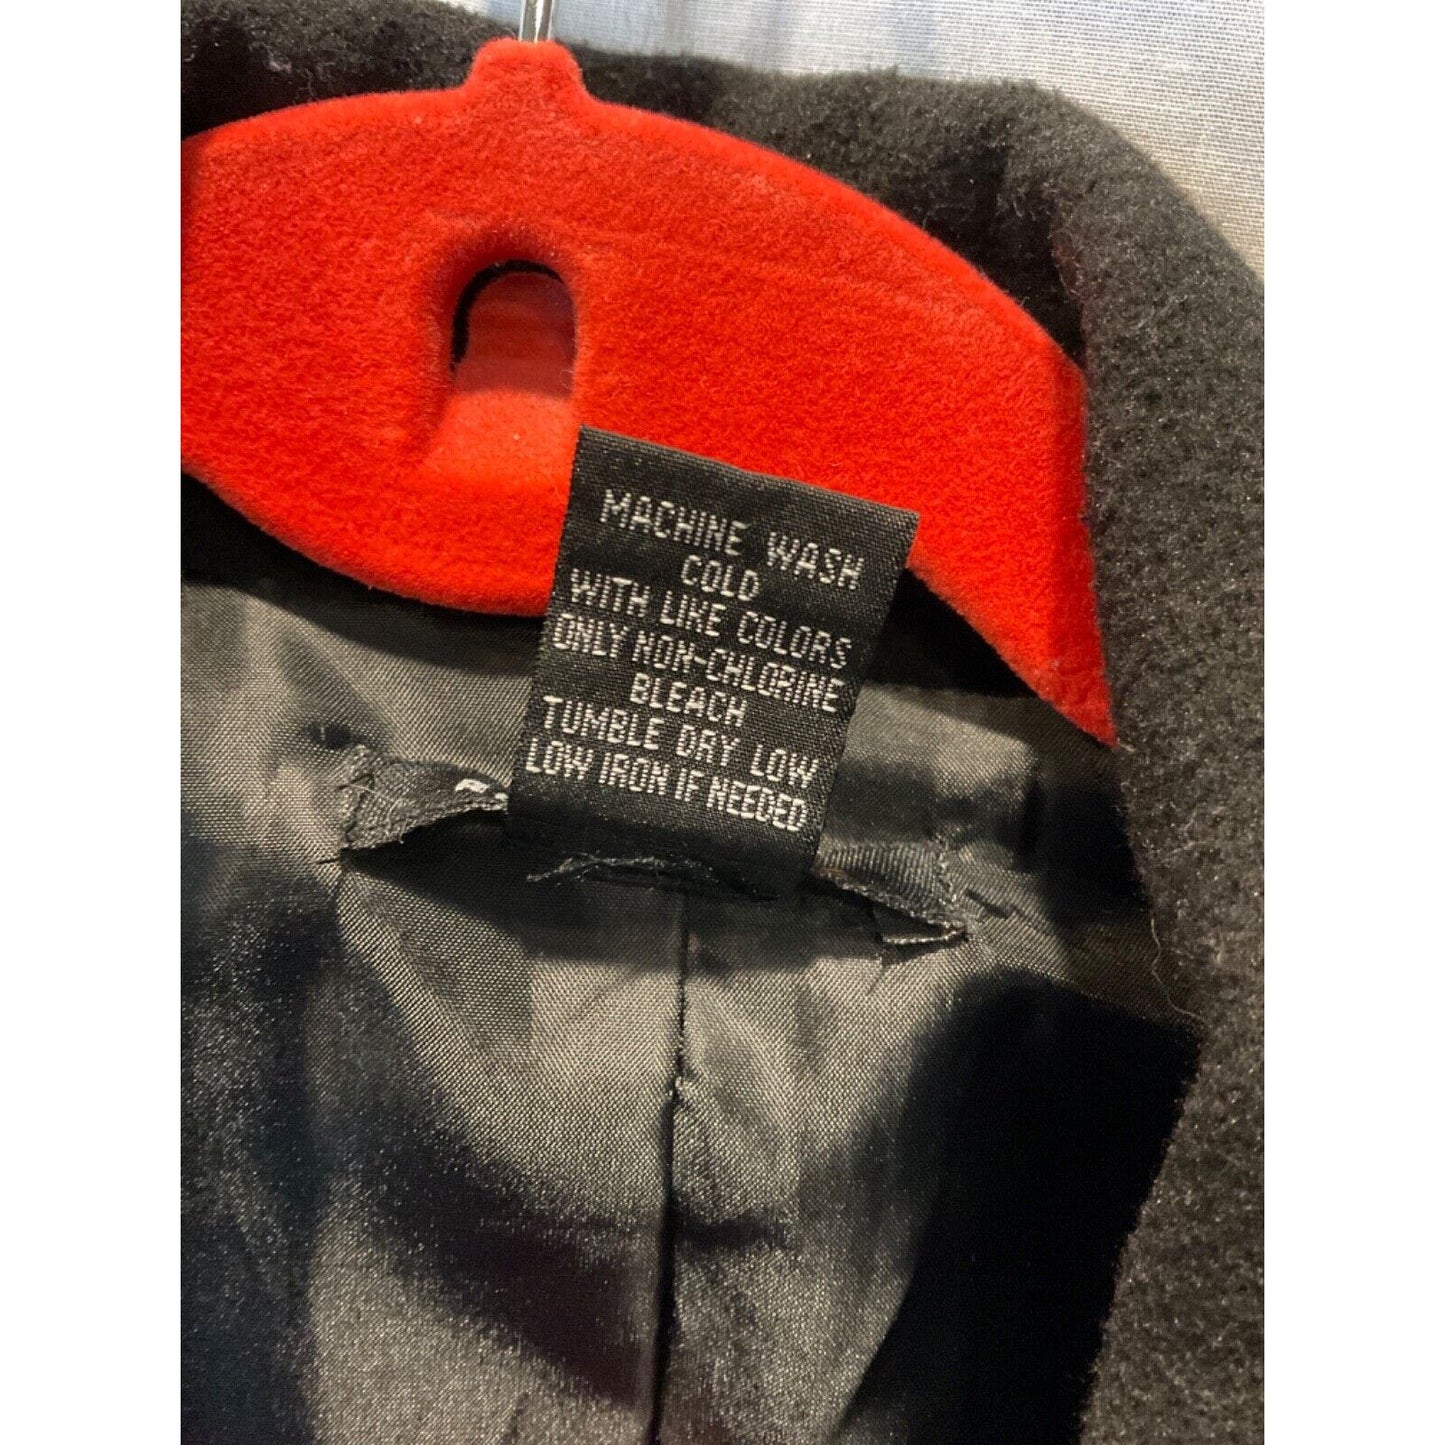 MACHINE WASH
COLD
WITH LIKE COLORS
ONLY NON-CHLORINE
BLEACH
TUMBLE DRY LOW
LOW IRON IF NEEDED